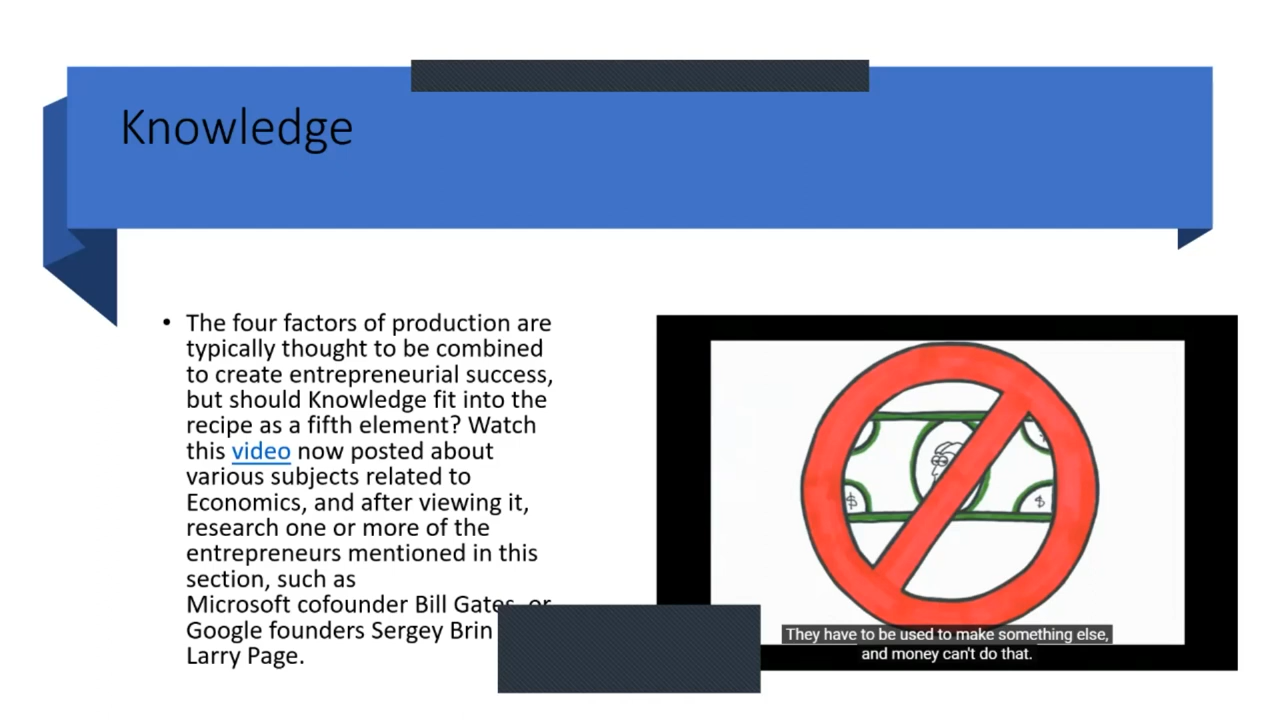 Knowledge
• The four factors of production are
typically thought to be combined
to create entrepreneurial success,
but should Knowledge fit into the
recipe as a fifth element? Watch
this video now posted about
various subjects related to
Economics, and after viewing it,
research one or more of the
entrepreneurs mentioned in this
section, such as
Microsoft cofounder Bill Gates, or
Google founders Sergey Brin
Larry Page.
$
$
They have to be used to make something else,
and money can't do that.